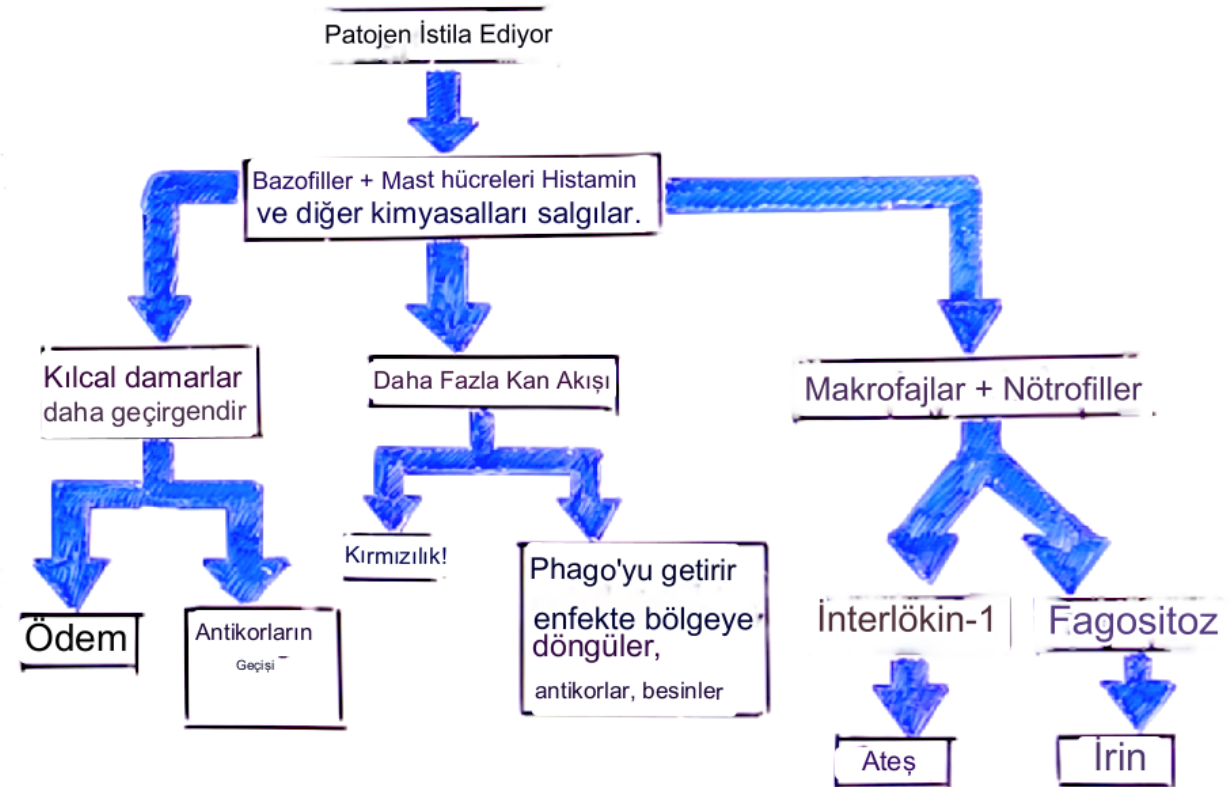 Patojen İstila Ediyor
Bazofiller + Mast hücreleri Histamin
ve diğer kimyasalları salgılar.
Kılcal damarlar
daha geçirgendir
Daha Fazla Kan Akışı
Makrofajlar + Nötrofiller
Kırmızılık!
Phago'yu getirir
enfekte bölgeye
döngüler,
antikorlar, besinler
Ödem
Antikorların
Geçişi
İnterlökin-1
Fagositoz
Ateş
İrin